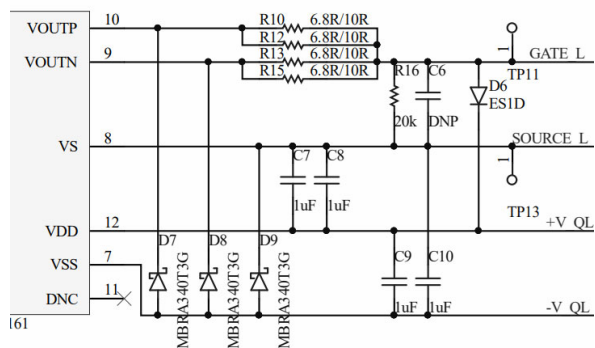 VOUTP 10 R10 6.8R/10R
R12 6.8R/10R
VOUTN 9 R13 6.8R/10R 1 GATE_L
R15 6.8R/10R R16 C6 TP11
D6
ES1D
20k DNP
VS 8 SOURCE_L
C7 C8 1
1uF 1uF TP13
VDD 12 +V_QL
D7 D8 D9
VSS 7 C9 C10
MBRA340T3G MBRA340T3G MBRA340T3G
DNC 11 1uF 1uF
-V_QL
161